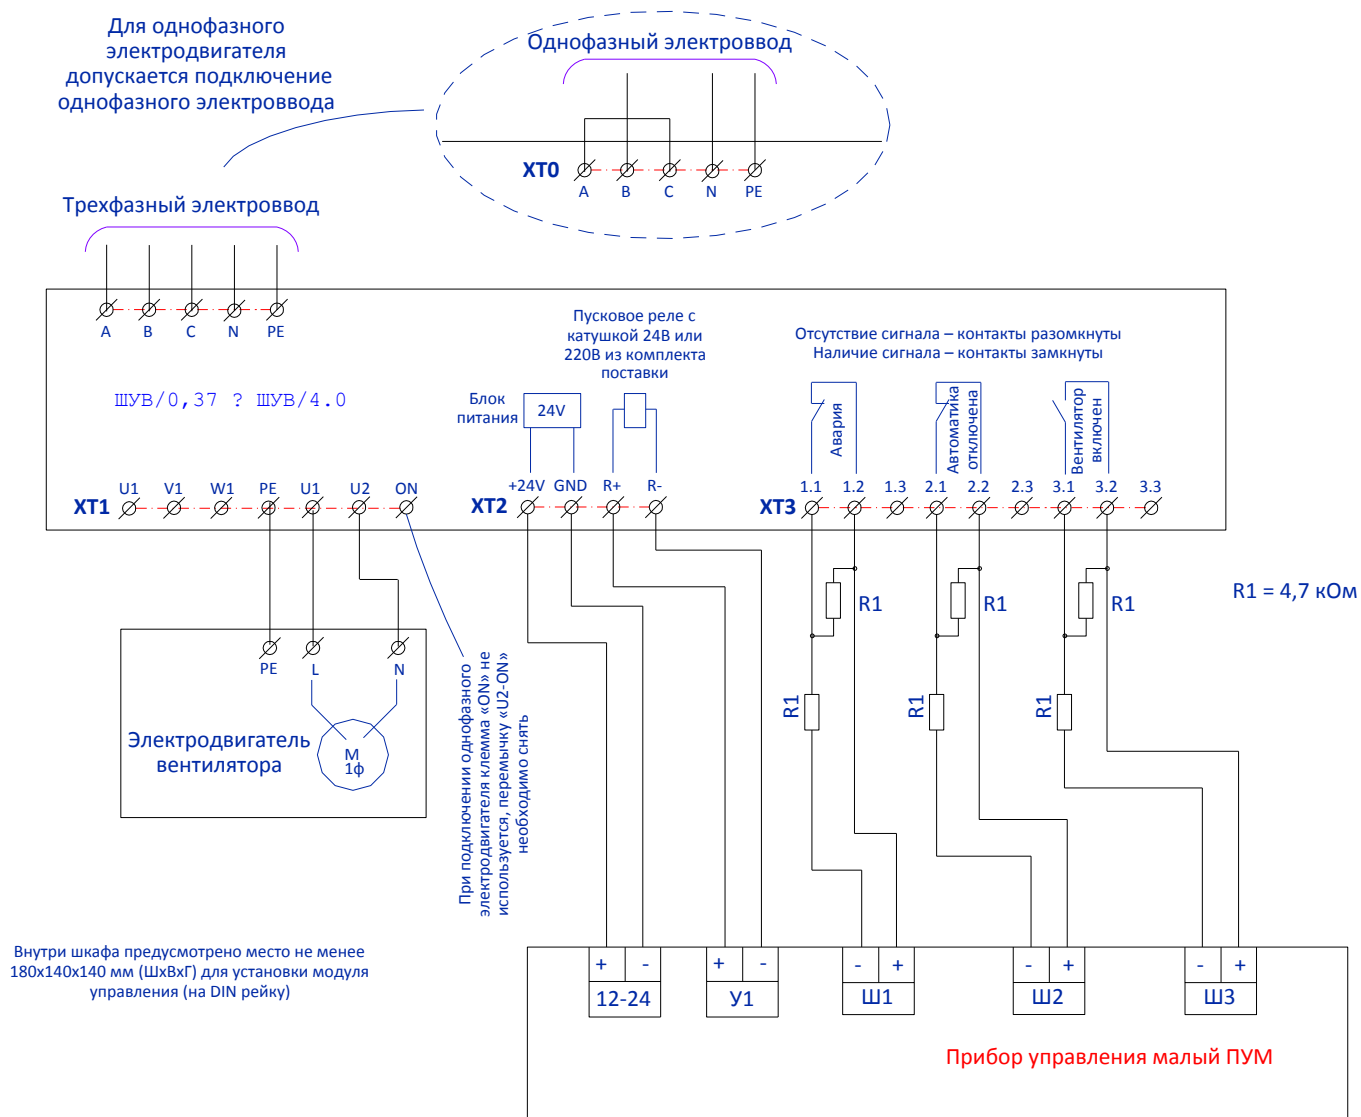 Для однофазного
электродвигателя
допускается подключение
однофазного электроввода
Однофазный электроввод
XT0
A B C N PE
Трехфазный электроввод
A B C N PE
ШУВ/0,37 ? ШУВ/4.0
Пусковое реле с
катушкой 24В или
220В из комплекта
поставки
Блок
питания
24V
Отсутствие сигнала – контакты разомкнуты
Наличие сигнала – контакты замкнуты
Авария
Автоматика
отключена
Вентилятор
включен
XT1
U1 V1 W1 PE U1 U2 ON
XT2
+24V GND R+ R-
XT3
1.1 1.2 1.3 2.1 2.2 2.3 3.1 3.2 3.3
R1 R1 R1
R1 = 4,7 кОм
R1 R1 R1
PE L N
Электродвигатель
вентилятора
М
1ф
При подключении однофазного
электродвигателя клемма «ON» не
используется, перемычку «U2-ON»
необходимо снять
Внутри шкафа предусмотрено место не менее
180x140x140 мм (ШхВхГ) для установки модуля
управления (на DIN рейку)
+ - + - - + - + - +
12-24 У1 Ш1 Ш2 Ш3
Прибор управления малый ПУМ